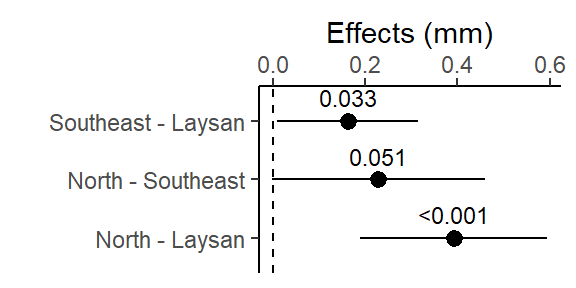 Effects (mm)
0.0 0.2 0.4 0.6
0.033
Southeast - Laysan
0.051
North - Southeast
<0.001
North - Laysan